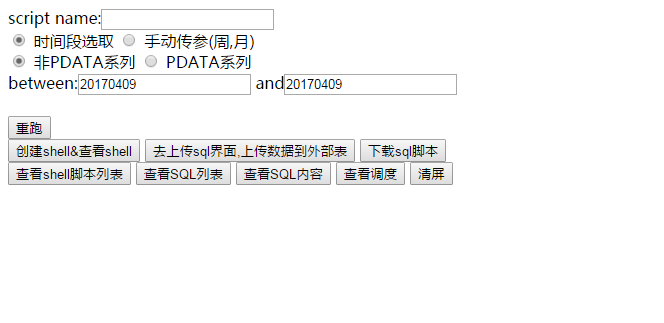 script name:
时间段选取 手动传参(周,月)
非PDATA系列 PDATA系列
between:20170409 and20170409
重跑
创建shell&查看shell 去上传sql界面,上传数据到外部表 下载sql脚本
查看shell脚本列表 查看SQL列表 查看SQL内容 查看调度 清屏